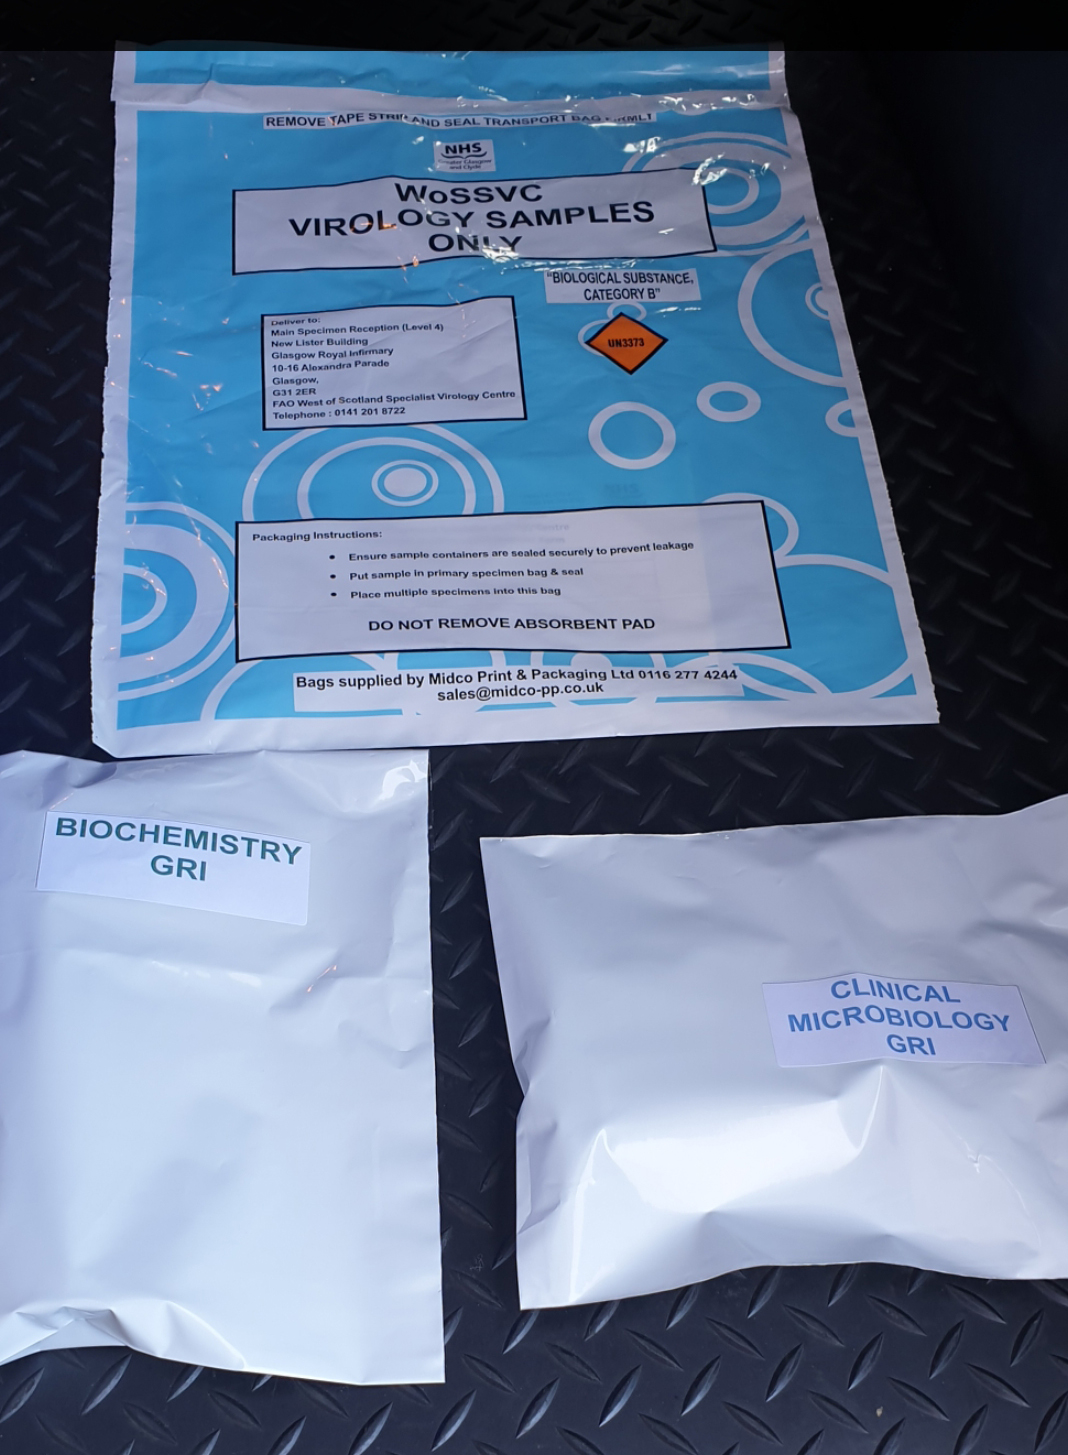 REMOVE TAPE STRIP AND SEAL TRANSPORT BAG
NHS
Greater Glasgow
and Clyde
WoSSVC
VIROLOGY SAMPLES
ONLY
"BIOLOGICAL SUBSTANCE,
CATEGORY B"
UN3373
Deliver to:
Main Specimen Reception (Level 4)
New Lister Building
Glasgow Royal Infirmary
10-16 Alexandra Parade
Glasgow,
G31 2ER
FAO West of Scotland Specialist Virology Centre
Telephone : 0141 201 8722
Packaging Instructions:
• Ensure sample containers are sealed securely to prevent leakage
• Put sample in primary specimen bag & seal
• Place multiple specimens into this bag
DO NOT REMOVE ABSORBENT PAD
Bags supplied by Midco Print & Packaging Ltd 0116 277 4244
sales@midco-pp.co.uk
BIOCHEMISTRY
GRI
CLINICAL
MICROBIOLOGY
GRI